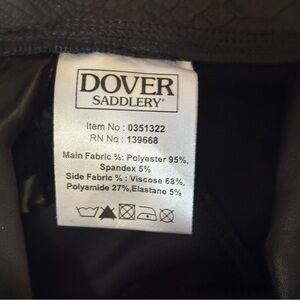 DOVER
SADDLERY®
Item No : 0351322
RN No : 139668
Main Fabric %: Polyester 95%,
Spandex 5%
Side Fabric % : Viscose 68%,
Polyamide 27%,Elastane 5%